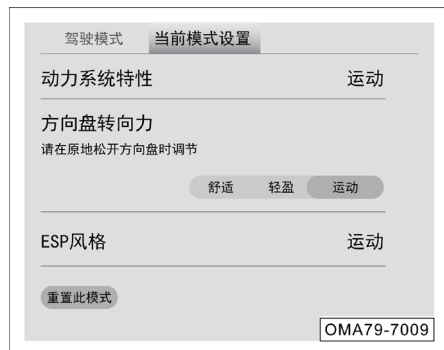 驾驶模式 当前模式设置
动力系统特性 运动
方向盘转向力
请在原地松开方向盘时调节
舒适 轻盈 运动
ESP风格 运动
重置此模式
OMA79-7009